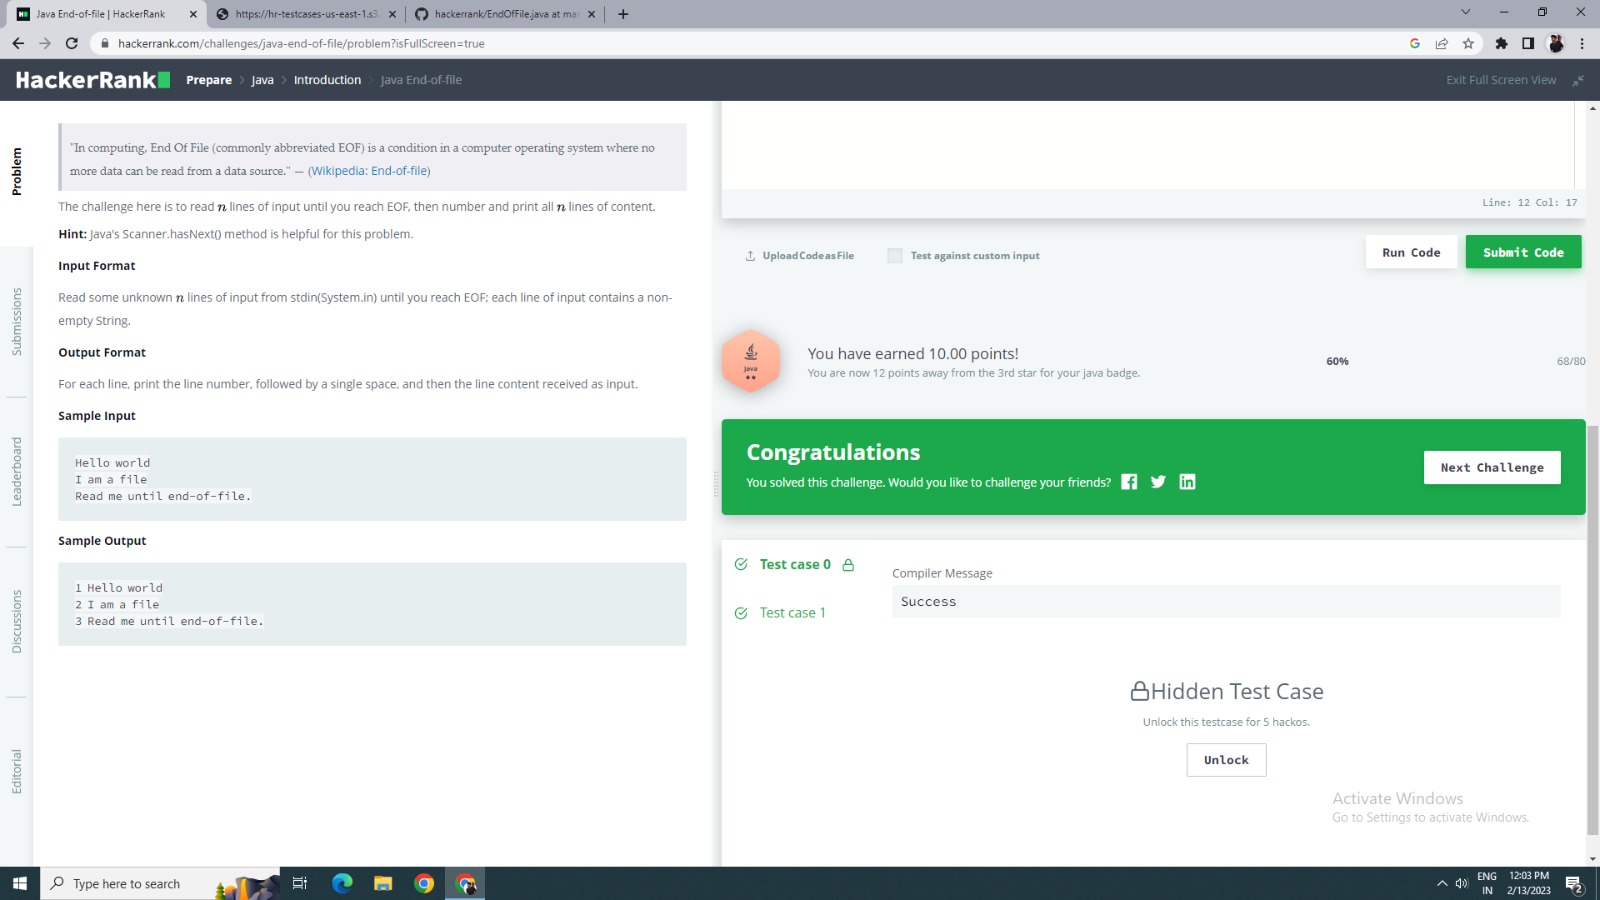 Java End-of-file | HackerRank
https://hr-testcases-us-east-1.s3
hackerrank/EndOfFile.java at ma
hackerrank.com/challenges/java-end-of-file/problem?isFullScreen=true
HackerRank
Prepare > Java > Introduction > Java End-of-file
Exit Full Screen View
Problem
Submissions
Leaderboard
Discussions
Editorial
"In computing, End Of File (commonly abbreviated EOF) is a condition in a computer operating system where no
more data can be read from a data source." — (Wikipedia: End-of-file)
The challenge here is to read n lines of input until you reach EOF, then number and print all n lines of content.
Hint: Java's Scanner.hasNext() method is helpful for this problem.
Input Format
Read some unknown n lines of input from stdin(System.in) until you reach EOF; each line of input contains a non-
empty String.
Output Format
For each line, print the line number, followed by a single space, and then the line content received as input.
Sample Input
Hello world
I am a file
Read me until end-of-file.
Sample Output
1 Hello world
2 I am a file
3 Read me until end-of-file.
Line: 12 Col: 17
Upload Code as File
Test against custom input
Run Code
Submit Code
Java
You have earned 10.00 points!
You are now 12 points away from the 3rd star for your java badge.
60%
68/80
Congratulations
You solved this challenge. Would you like to challenge your friends?
Next Challenge
Test case 0
Test case 1
Compiler Message
Success
Hidden Test Case
Unlock this testcase for 5 hackos.
Unlock
Activate Windows
Go to Settings to activate Windows.
Type here to search
ENG
IN
12:03 PM
2/13/2023
2